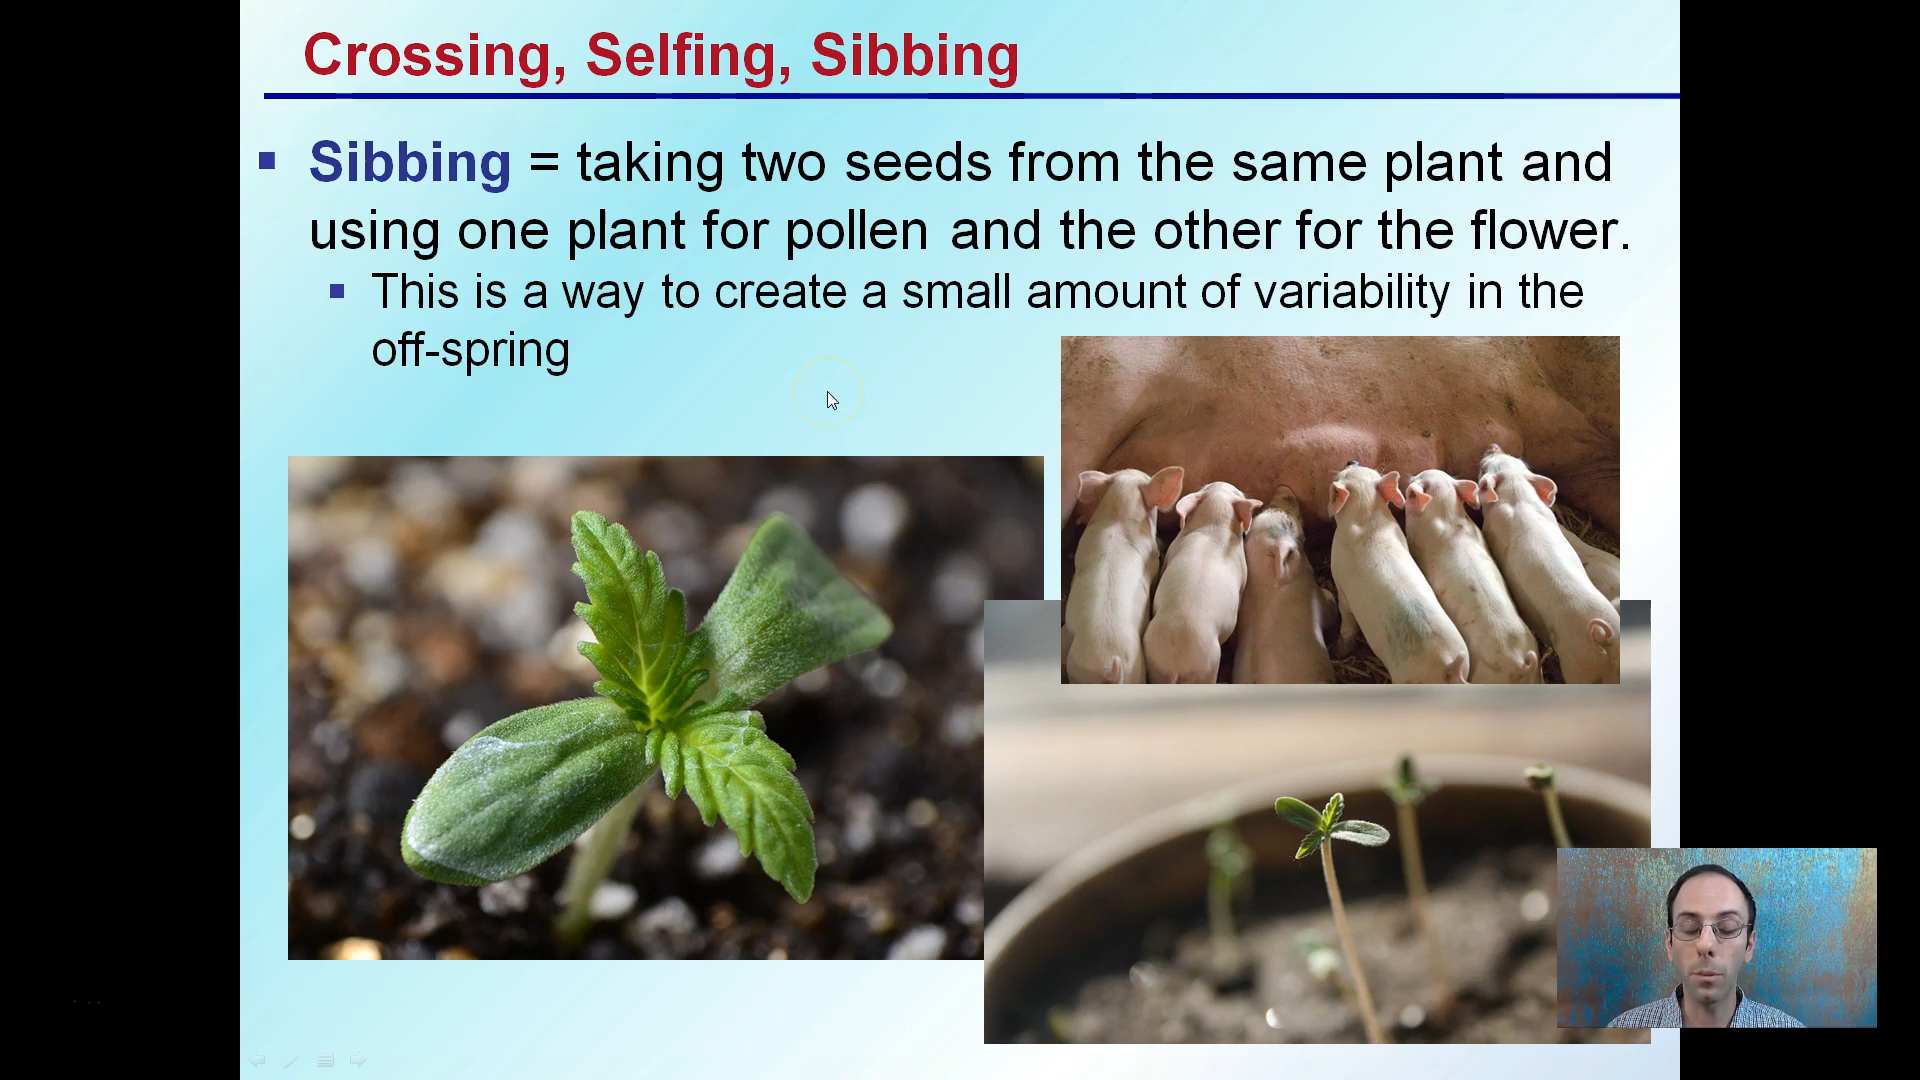 Crossing, Selfing, Sibbing
▪ Sibbing = taking two seeds from the same plant and
using one plant for pollen and the other for the flower.
▪ This is a way to create a small amount of variability in the
off-spring